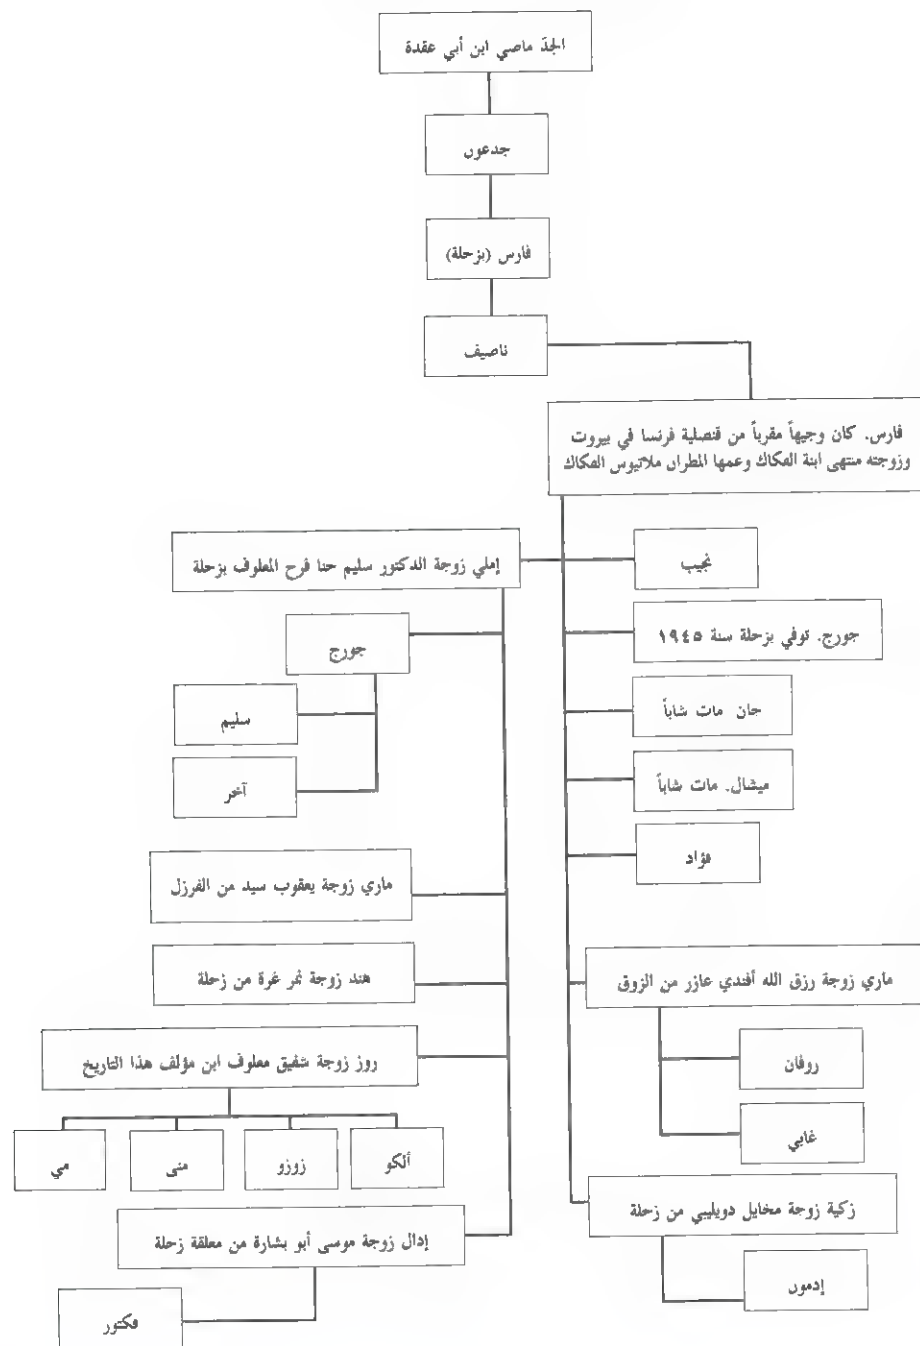 الجدّ ماضي ابن أبي عقدة
جدعون
فارس (بزحلة)
ناصيف
فارس. كان وجيهاً مقرباً من قنصلية فرنسا في بيروت
وزوجته منتهى ابنة الفكاك وعمها المطران ملاتيوس الفكاك
نجيب
جورج. توفي بزحلة سنة ١٩٤٥
جان مات شاباً
ميشال. مات شاباً
فؤاد
ماري زوجة رزق الله أفندي عازر من الزوق
روفان
غابي
زكية زوجة مخايل دويليبي من زحلة
إدمون
إملي زوجة الدكتور سليم حنا فرح المعلوف بزحلة
جورج
سليم
آخر
ماري زوجة يعقوب سيد من الفرزل
هند زوجة نمر غرة من زحلة
روز زوجة شفيق معلوف ابن مؤلف هذا التاريخ
ألكو
زوزو
منى
مي
إدال زوجة موسى أبو بشارة من معلقة زحلة
فكتور